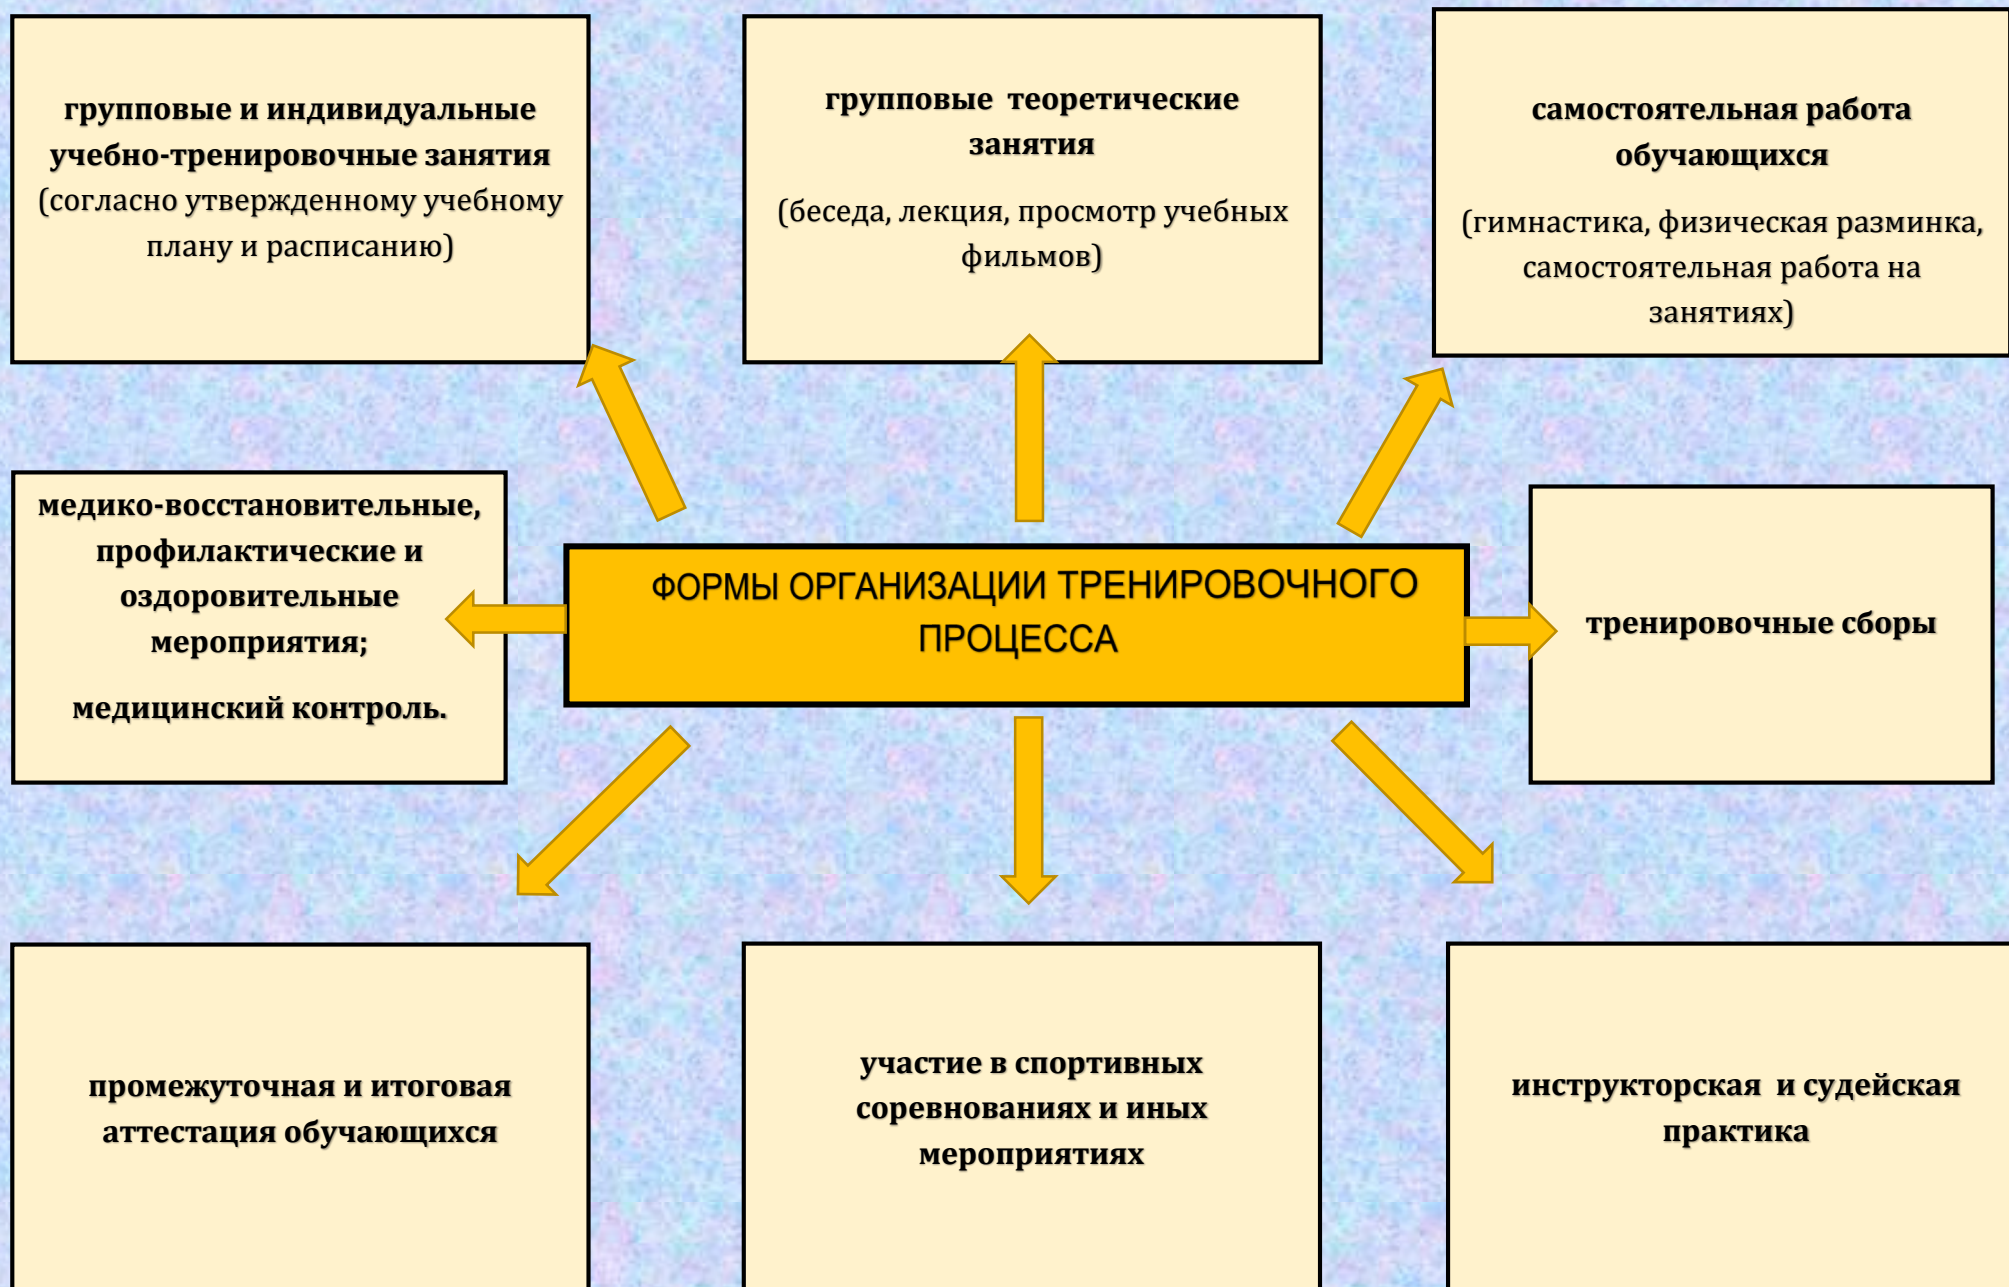 групповые и индивидуальные
учебно-тренировочные занятия
(согласно утвержденному учебному
плану и расписанию)
групповые теоретические
занятия
(беседа, лекция, просмотр учебных
фильмов)
самостоятельная работа
обучающихся
(гимнастика, физическая разминка,
самостоятельная работа на
занятиях)
медико-восстановительные,
профилактические и
оздоровительные
мероприятия;
медицинский контроль.
ФОРМЫ ОРГАНИЗАЦИИ ТРЕНИРОВОЧНОГО
ПРОЦЕССА
тренировочные сборы
промежуточная и итоговая
аттестация обучающихся
участие в спортивных
соревнованиях и иных
мероприятиях
инструкторская и судейская
практика